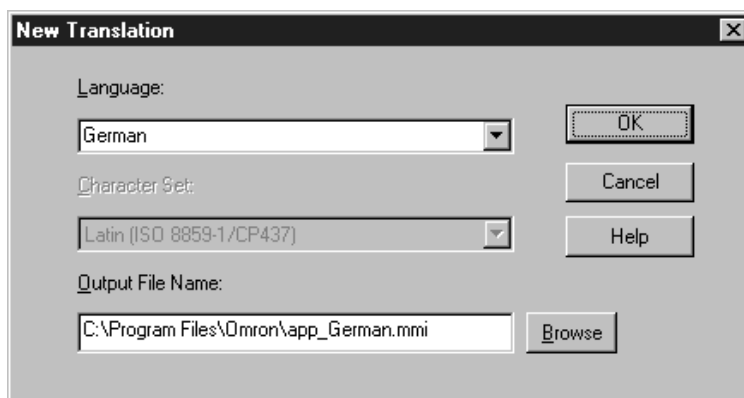 New Translation
Language:
German
OK
Character Set:
Cancel
Latin (ISO 8859-1/CP437)
Help
Output File Name:
C:\Program Files\Omron\app_German.mmi
Browse